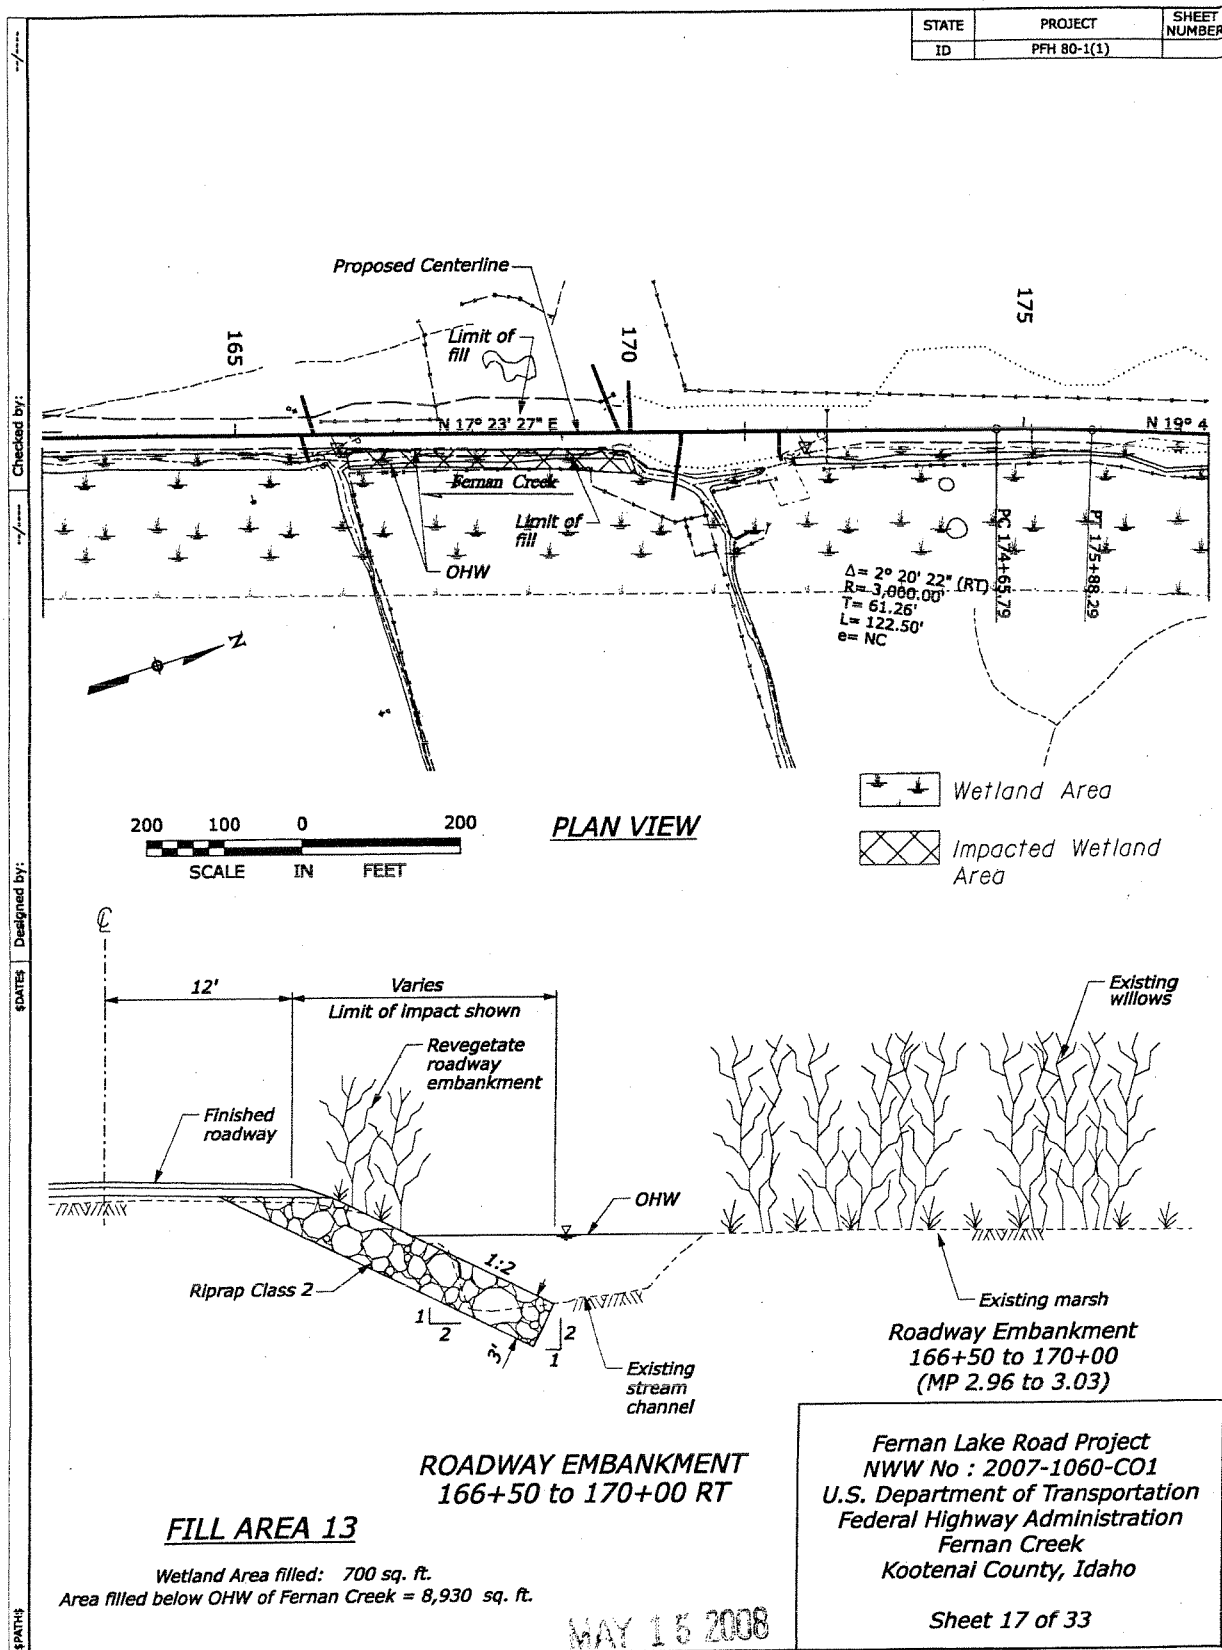 STATE PROJECT SHEET NUMBER
ID PFH 80-1(1)
--/----
Checked by:
--/----
Designed by:
$DATE$
$PATH$
Proposed Centerline
Limit of
fill
165
170
175
N 17° 23' 27" E
N 19° 4
Fernan Creek
Limit of
fill
OHW
PC 174+65.79
PT 175+88.29
Δ= 2° 20' 22" (RT)
R= 3,000.00'
T= 61.26'
L= 122.50'
e= NC
N
Wetland Area
Impacted Wetland
Area
200 100 0 200
SCALE IN FEET
PLAN VIEW
℄
12'
Varies
Limit of impact shown
Revegetate
roadway
embankment
Existing
willows
Finished
roadway
OHW
1:2
Riprap Class 2
1
2
3'
2
1
Existing
stream
channel
Existing marsh
Roadway Embankment
166+50 to 170+00
(MP 2.96 to 3.03)
ROADWAY EMBANKMENT
166+50 to 170+00 RT
FILL AREA 13
Wetland Area filled: 700 sq. ft.
Area filled below OHW of Fernan Creek = 8,930 sq. ft.
MAY 15 2008
Fernan Lake Road Project
NWW No : 2007-1060-CO1
U.S. Department of Transportation
Federal Highway Administration
Fernan Creek
Kootenai County, Idaho
Sheet 17 of 33